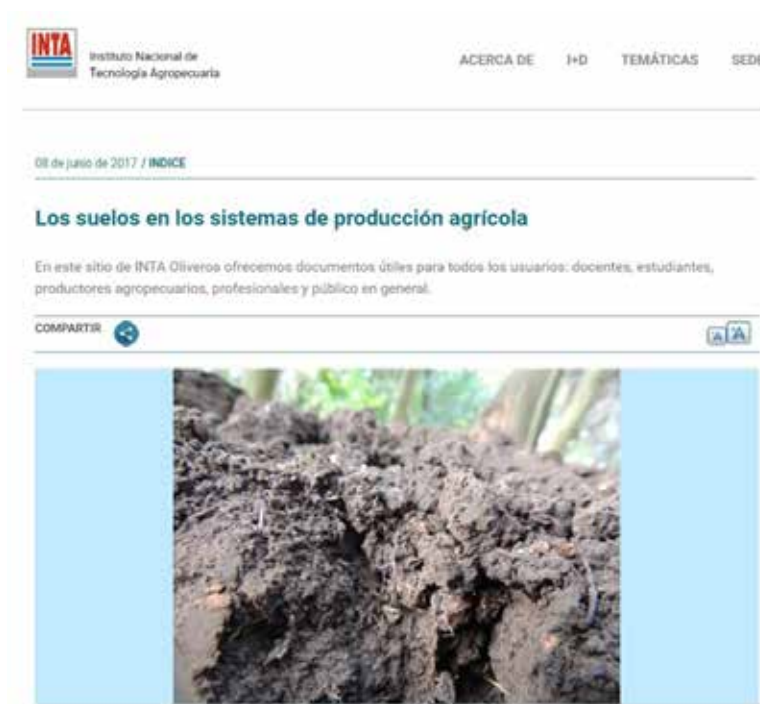 INTA
Instituto Nacional de
Tecnología Agropecuaria
ACERCA DE I+D TEMÁTICAS SEDE
08 de junio de 2017 / INDICE
Los suelos en los sistemas de producción agrícola
En este sitio de INTA Oliveros ofrecemos documentos útiles para todos los usuarios: docentes, estudiantes,
productores agropecuarios, profesionales y público en general.
COMPARTIR
A A